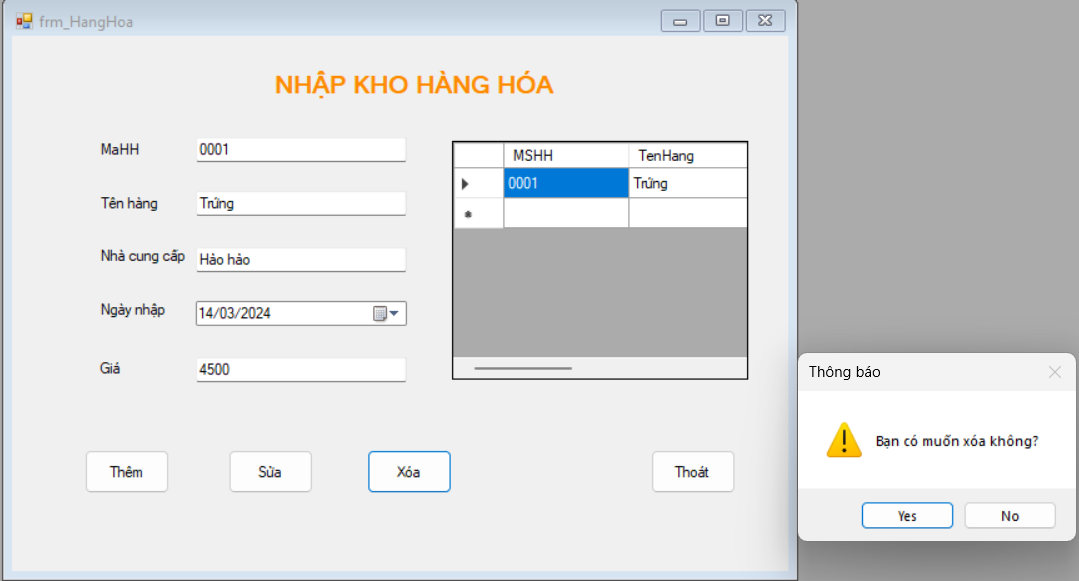 frm_HangHoa
NHẬP KHO HÀNG HÓA
MaHH 0001
Tên hàng Trứng
Nhà cung cấp Hảo hảo
Ngày nhập 14/03/2024
Giá 4500
MSHH TenHang
0001 Trứng
Thêm Sửa Xóa Thoát
Thông báo
Bạn có muốn xóa không?
Yes No